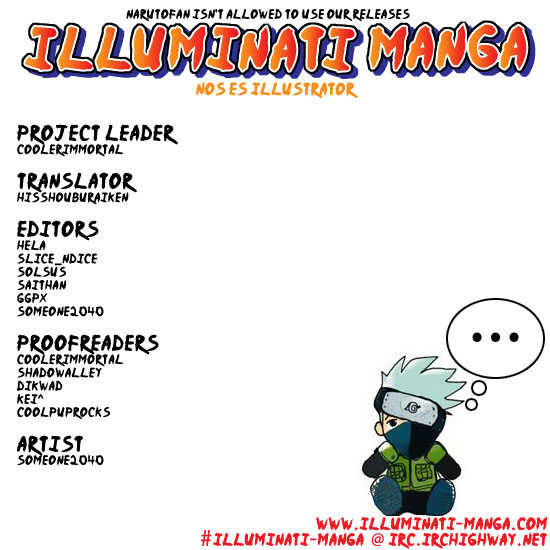 NARUTOFAN ISN'T ALLOWED TO USE OUR RELEASES
ILLUMINATI MANGA
NOSES ILLUSTRATOR
PROJECT LEADER
COOLERIMMORTAL
TRANSLATOR
HISSHOUBURAIKEN
EDITORS
HELA
SLICE_NDICE
SOLSUS
SAITHAN
GGPX
SOMEONE2040
PROOFREADERS
COOLERIMMORTAL
SHADOWALLEY
DIKWAD
KEI^
COOLPUPROCKS
ARTIST
SOMEONE2040
...
WWW.ILLUMINATI-MANGA.COM
#ILLUMINATI-MANGA @ IRC.IRCHIGHWAY.NET